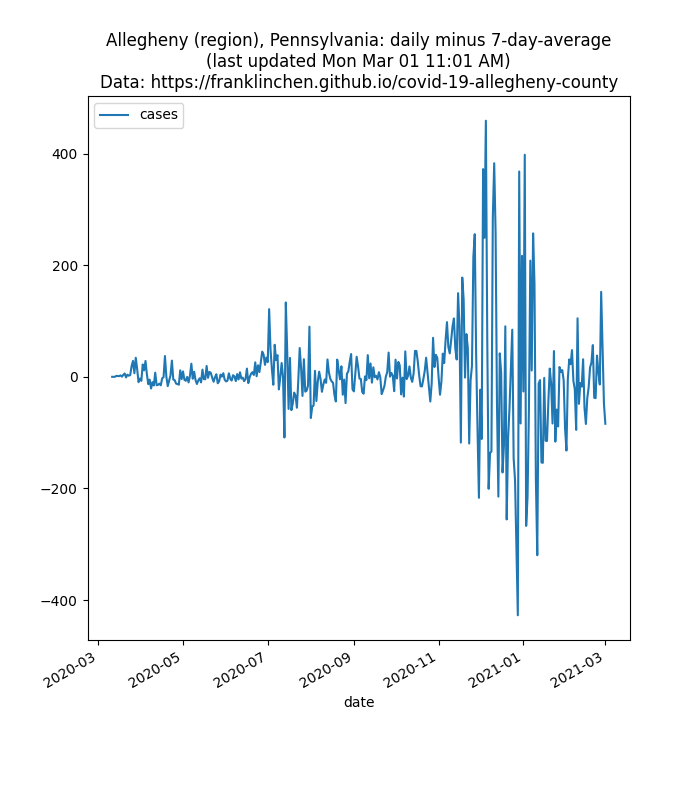 Allegheny (region), Pennsylvania: daily minus 7-day-average
(last updated Mon Mar 01 11:01 AM)
Data: https://franklinchen.github.io/covid-19-allegheny-county
cases
400
200
0
−200
−400
2020-03
2020-05
2020-07
2020-09
2020-11
2021-01
2021-03
date